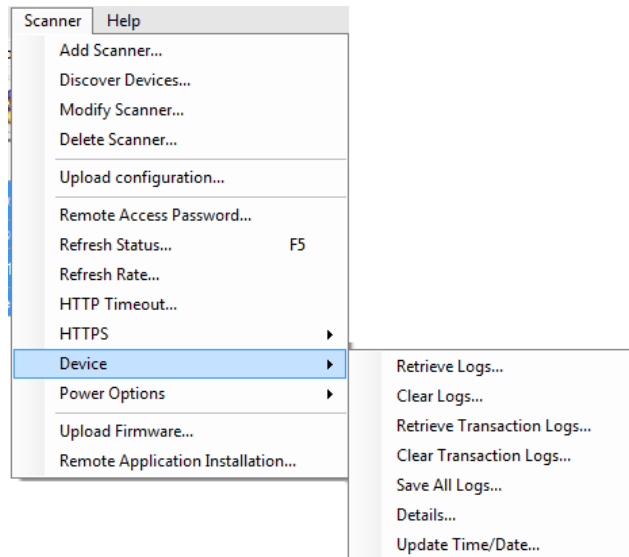 Scanner Help
Add Scanner...
Discover Devices...
Modify Scanner...
Delete Scanner...
Upload configuration...
Remote Access Password...
Refresh Status... F5
Refresh Rate...
HTTP Timeout...
HTTPS
Device
Power Options
Upload Firmware...
Remote Application Installation...
Retrieve Logs...
Clear Logs...
Retrieve Transaction Logs...
Clear Transaction Logs...
Save All Logs...
Details...
Update Time/Date...